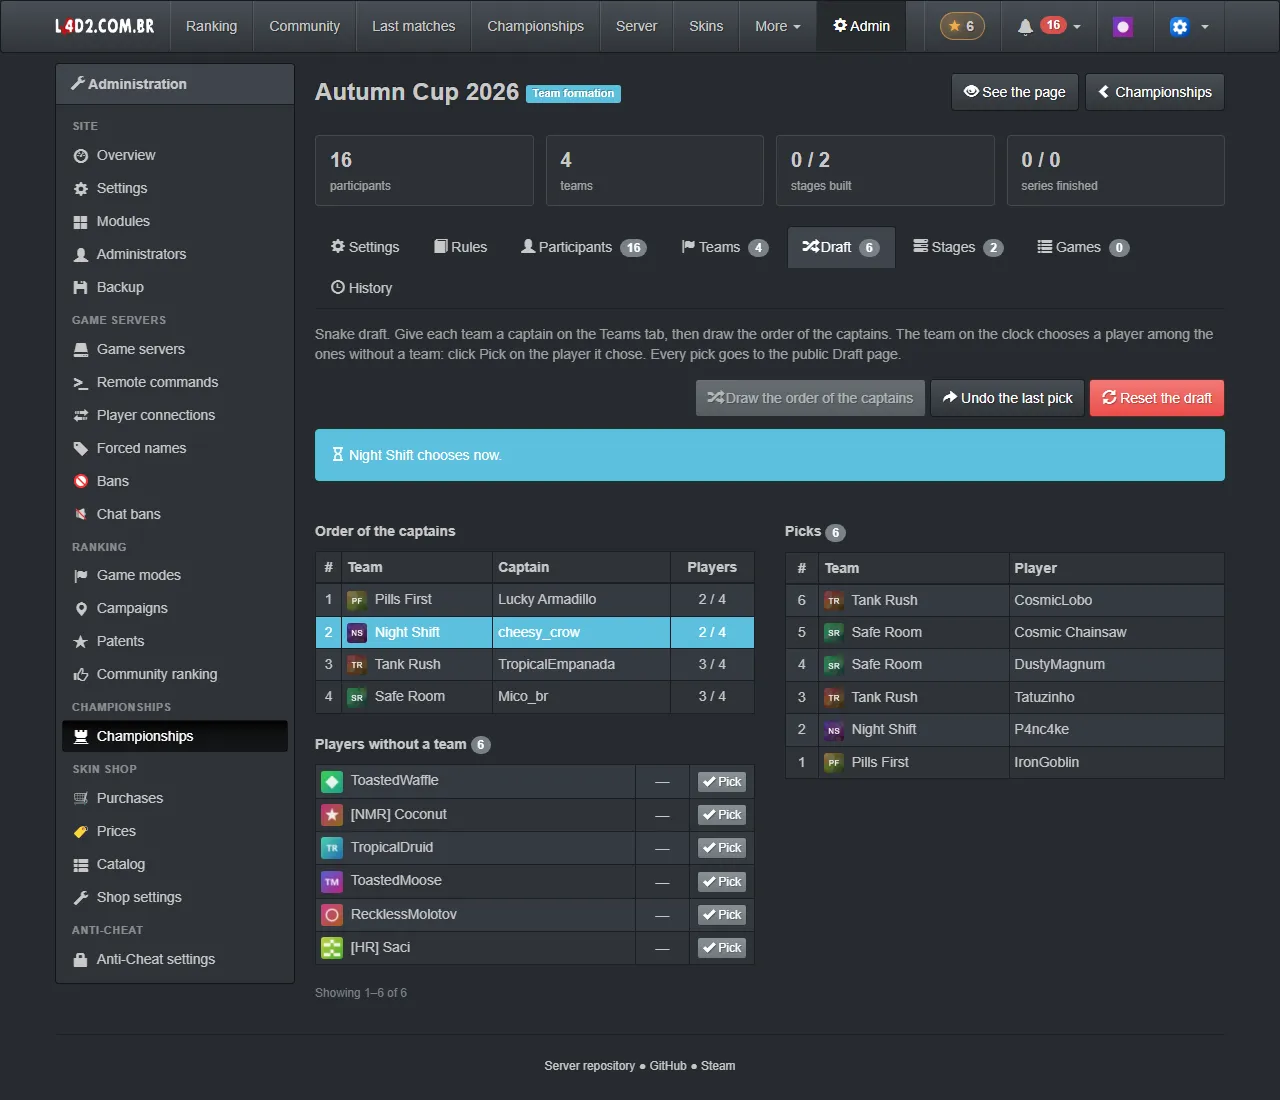 L4D2.COM.BR
Ranking
Community
Last matches
Championships
Server
Skins
More
Admin
6
16
Administration
SITE
Overview
Settings
Modules
Administrators
Backup
GAME SERVERS
Game servers
Remote commands
Player connections
Forced names
Bans
Chat bans
RANKING
Game modes
Campaigns
Patents
Community ranking
CHAMPIONSHIPS
Championships
SKIN SHOP
Purchases
Prices
Catalog
Shop settings
ANTI-CHEAT
Anti-Cheat settings
Autumn Cup 2026 Team formation
See the page
Championships
16
participants
4
teams
0 / 2
stages built
0 / 0
series finished
Settings
Rules
Participants 16
Teams 4
Draft 6
Stages 2
Games 0
History
Snake draft. Give each team a captain on the Teams tab, then draw the order of the captains. The team on the clock chooses a player among the
ones without a team: click Pick on the player it chose. Every pick goes to the public Draft page.
Draw the order of the captains
Undo the last pick
Reset the draft
Night Shift chooses now.
Order of the captains
# Team Captain Players
1 PF Pills First Lucky Armadillo 2 / 4
2 NS Night Shift cheesy_crow 2 / 4
3 TR Tank Rush TropicalEmpanada 3 / 4
4 SR Safe Room Mico_br 3 / 4
Players without a team 6
ToastedWaffle — Pick
[NMR] Coconut — Pick
TR TropicalDruid — Pick
TM ToastedMoose — Pick
RecklessMolotov — Pick
[HR] Saci — Pick
Showing 1–6 of 6
Picks 6
# Team Player
6 TR Tank Rush CosmicLobo
5 SR Safe Room Cosmic Chainsaw
4 SR Safe Room DustyMagnum
3 TR Tank Rush Tatuzinho
2 NS Night Shift P4nc4ke
1 PF Pills First IronGoblin
Server repository ● GitHub ● Steam